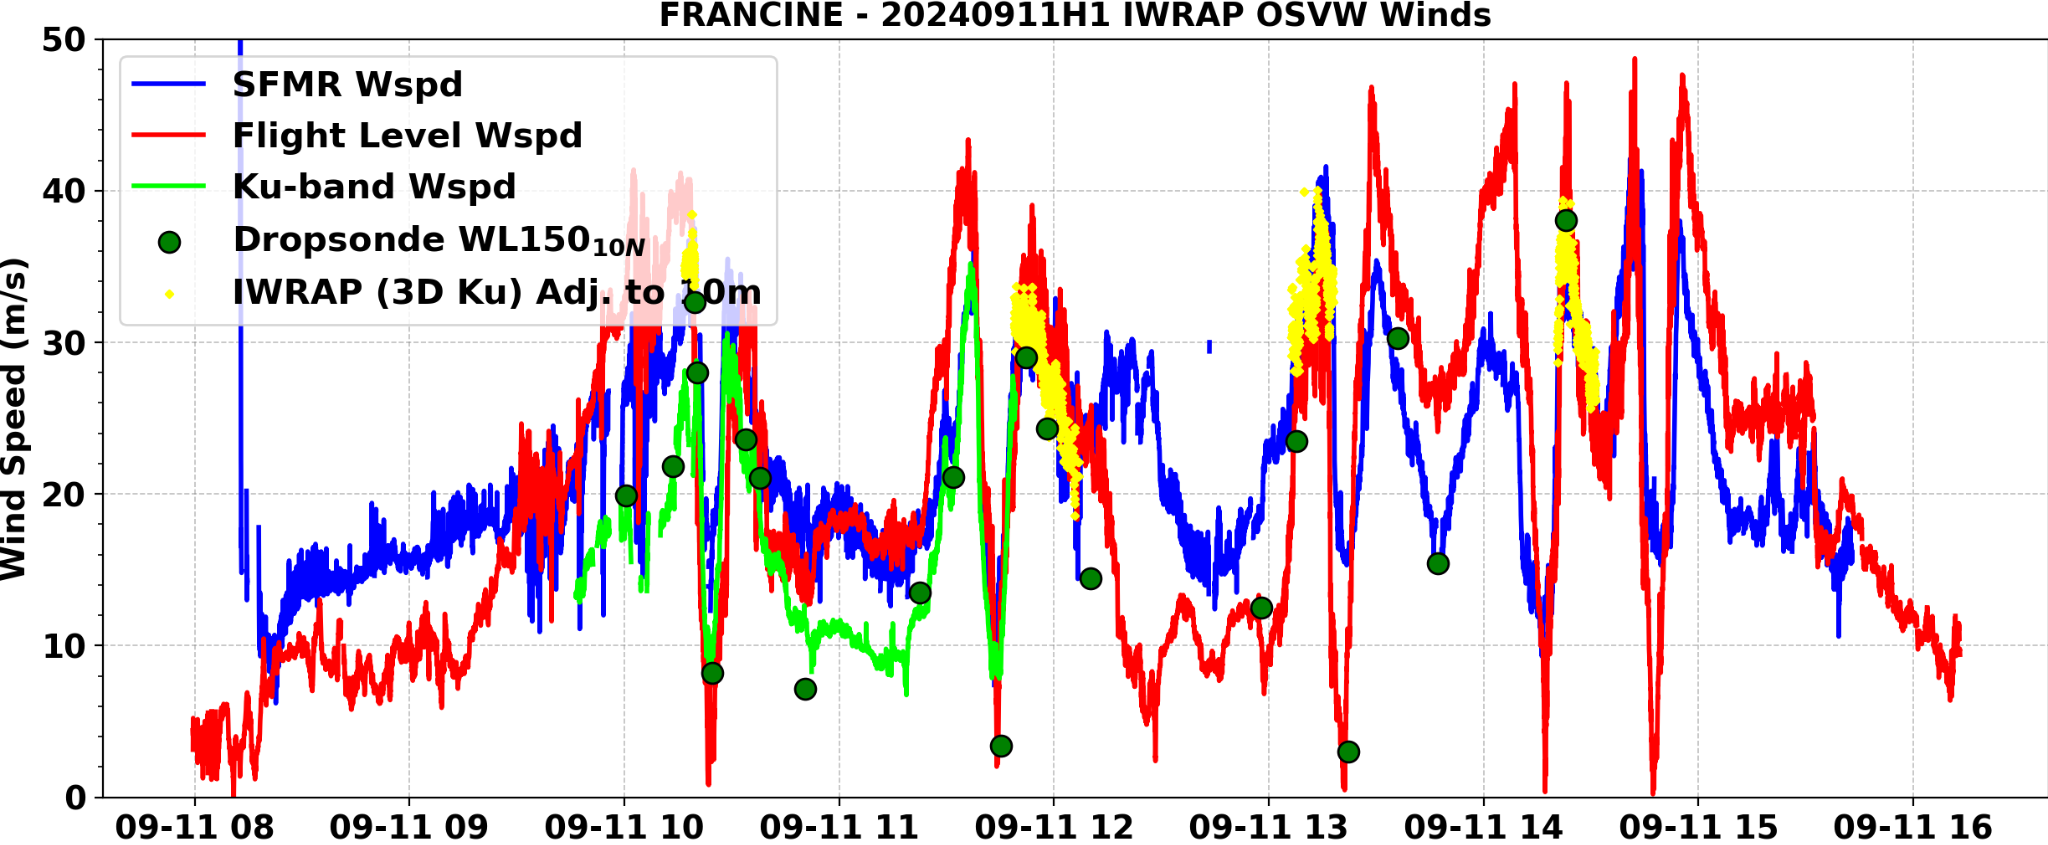 FRANCINE - 20240911H1 IWRAP OSVW Winds
Wind Speed (m/s)
50
40
30
20
10
0
SFMR Wspd
Flight Level Wspd
Ku-band Wspd
Dropsonde WL15010N
IWRAP (3D Ku) Adj. to 10m
09-11 08
09-11 09
09-11 10
09-11 11
09-11 12
09-11 13
09-11 14
09-11 15
09-11 16